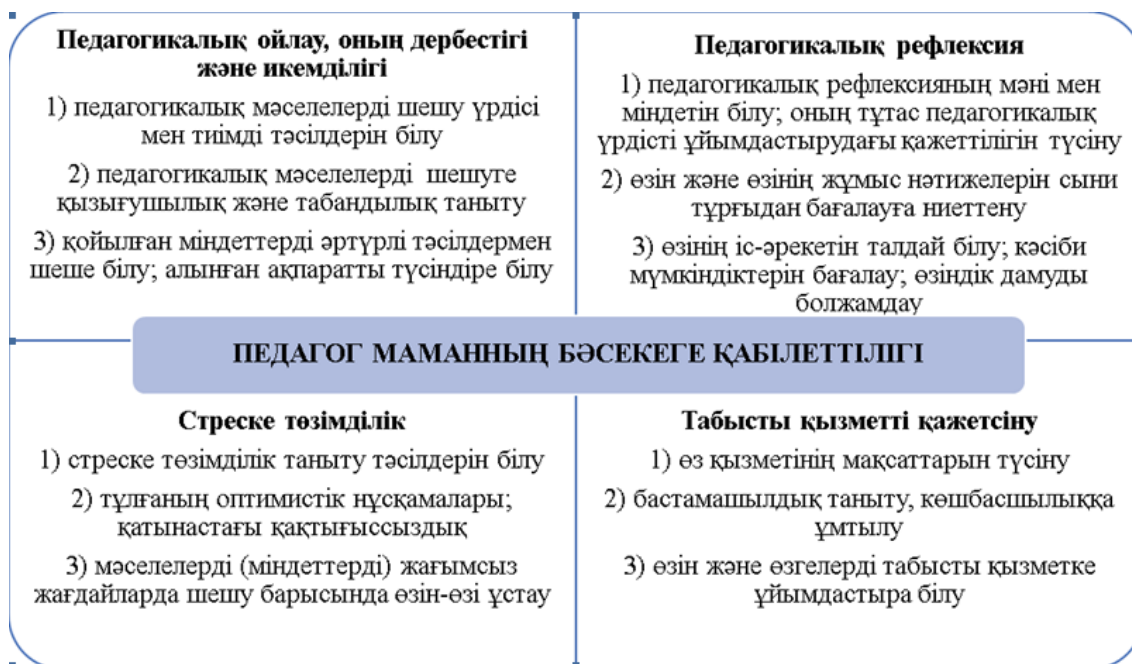 Педагогикалық ойлау, оның дербестігі
және икемділігі
1) педагогикалық мәселелерді шешу үрдісі
мен тиімді тәсілдерін білу
2) педагогикалық мәселелерді шешуге
қызығушылық және табандылық таныту
3) қойылған міндеттерді әртүрлі тәсілдермен
шеше білу; алынған ақпаратты түсіндіре білу
Педагогикалық рефлексия
1) педагогикалық рефлексияның мәні мен
міндетін білу; оның тұтас педагогикалық
үрдісті ұйымдастырудағы қажеттілігін түсіну
2) өзін және өзінің жұмыс нәтижелерін сыни
тұрғыдан бағалауға ниеттену
3) өзінің іс-әрекетін талдай білу; кәсіби
мүмкіндіктерін бағалау; өзіндік дамуды
болжамдау
ПЕДАГОГ МАМАННЫҢ БӘСЕКЕГЕ ҚАБІЛЕТТІЛІГІ
Стреске төзімділік
1) стреске төзімділік таныту тәсілдерін білу
2) тұлғаның оптимистік нұсқамалары;
қатынастағы қақтығыссыздық
3) мәселелерді (міндеттерді) жағымсыз
жағдайларда шешу барысында өзін-өзі ұстау
Табысты қызметті қажетсіну
1) өз қызметінің мақсаттарын түсіну
2) бастамашылдық таныту, көшбасшылыққа
ұмтылу
3) өзін және өзгелерді табысты қызметке
ұйымдастыра білу